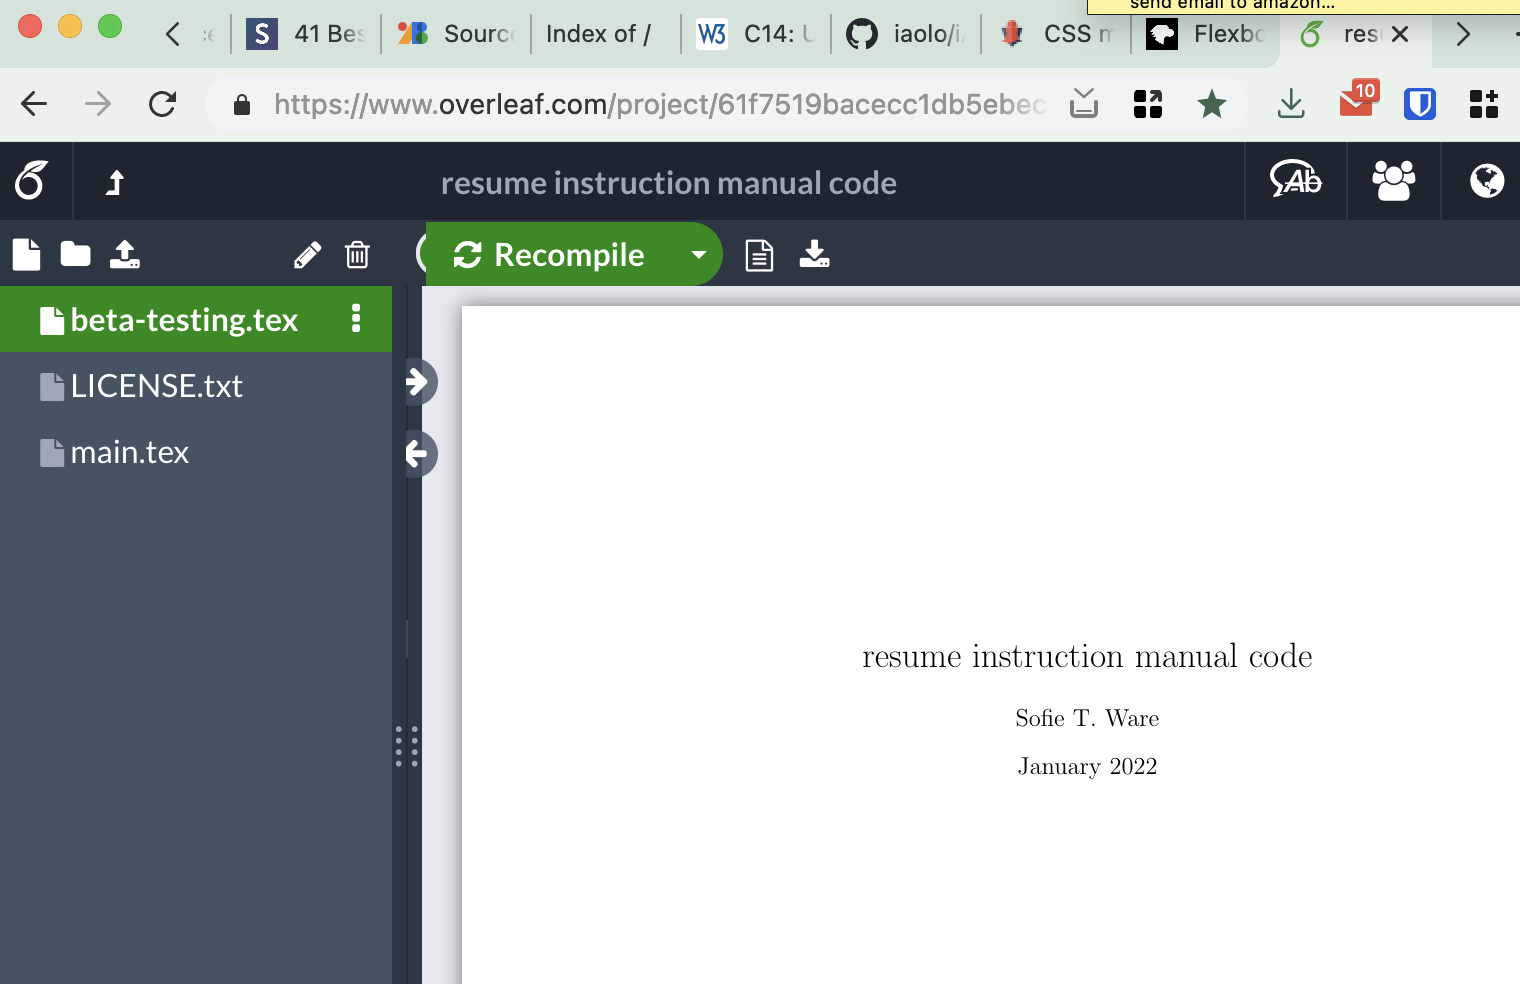 send email to amazon...
41 Bes
Sourc
Index of /
W3
C14: U
iaolo/i
CSS m
Flexbo
res
https://www.overleaf.com/project/61f7519bacecc1db5ebec
10
resume instruction manual code
Ab
Recompile
beta-testing.tex
LICENSE.txt
main.tex
resume instruction manual code
Sofie T. Ware
January 2022